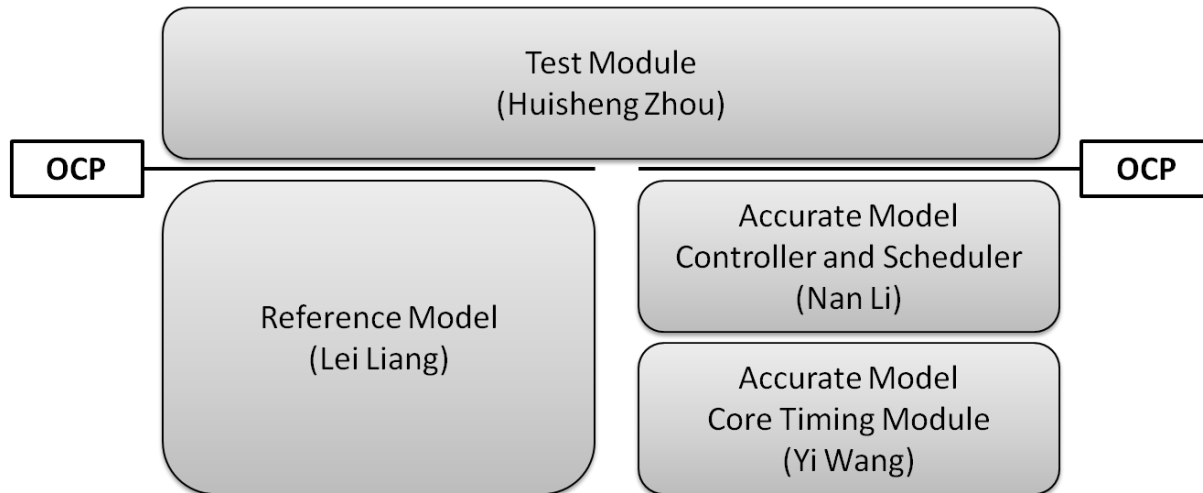 Test Module
(Huisheng Zhou)
OCP
OCP
Reference Model
(Lei Liang)
Accurate Model
Controller and Scheduler
(Nan Li)
Accurate Model
Core Timing Module
(Yi Wang)